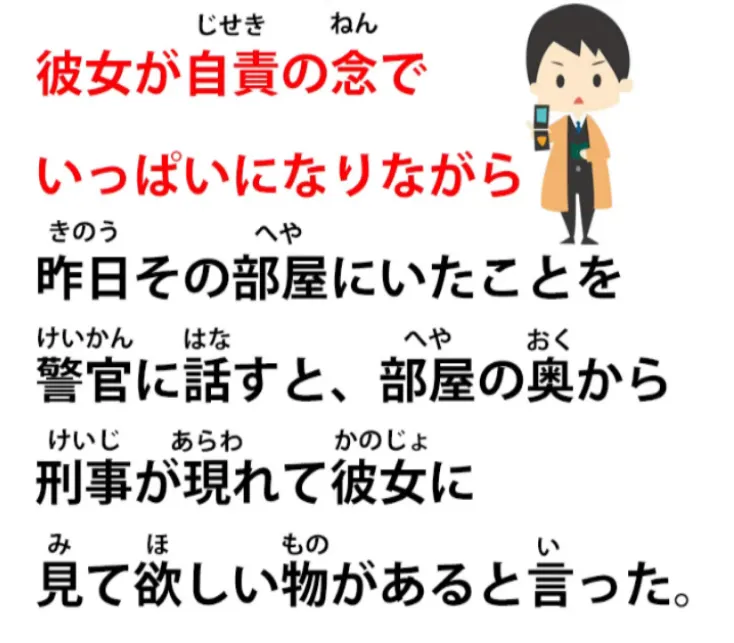 じせき ねん
彼女が自責の念で
いっぱいになりながら
きのう へや
昨日その部屋にいたことを
けいかん はな へや おく
警官に話すと、部屋の奥から
けいじ あらわ かのじょ
刑事が現れて彼女に
み ほ もの い
見て欲しい物があると言った。